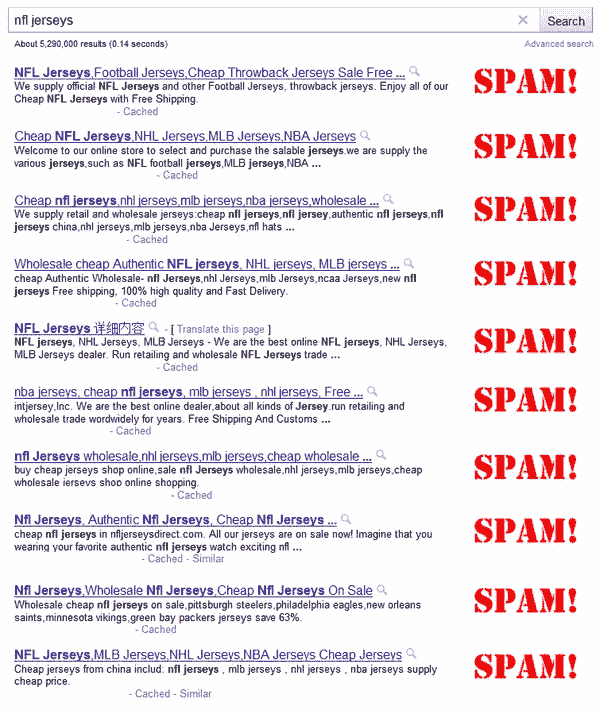 nfl jerseys
Search
About 5,290,000 results (0.14 seconds)
Advanced search
NFL Jerseys,Football Jerseys,Cheap Throwback Jerseys Sale Free ...
SPAM!
We supply official NFL Jerseys and other Football Jerseys, throwback jerseys. Enjoy all of our
Cheap NFL Jerseys with Free Shipping.
- Cached
Cheap NFL Jerseys,NHL Jerseys,MLB Jerseys,NBA Jerseys
SPAM!
Welcome to our online store to select and purchase the salable jerseys.we are supply the
various jerseys,such as NFL football jerseys,MLB jerseys,NBA ...
- Cached
Cheap nfl jerseys,nhl jerseys,mlb jerseys,nba jerseys,wholesale ...
SPAM!
We supply retail and wholesale jerseys:cheap nfl jerseys,nfl jersey,authentic nfl jerseys,nfl
jerseys china,nhl jerseys,mlb jerseys,nba Jerseys,nfl hats ...
- Cached
Wholesale cheap Authentic NFL jerseys, NHL jerseys, MLB jerseys ...
SPAM!
cheap Authentic Wholesale- nfl Jerseys,nhl Jerseys,mlb Jerseys,ncaa Jerseys,new nfl
jerseys Free shipping, 100% high quality and Fast Delivery.
- Cached
NFL Jerseys 详细内容 - [ Translate this page ]
SPAM!
NFL jerseys, NHL Jerseys, MLB Jerseys - We are the best online NFL jerseys, NHL Jerseys,
MLB Jerseys dealer. Run retailing and wholesale NFL Jerseys trade ...
- Cached
nba jerseys, cheap nfl jerseys, mlb jerseys , nhl jerseys, Free ...
SPAM!
intjersey,Inc. We are the best online dealer,about all kinds of Jersey.run retailing and
wholesale trade wordwidely for years. Free Shipping And Customs ...
- Cached
nfl Jerseys wholesale,nhl jerseys,mlb jerseys,cheap wholesale ...
SPAM!
buy cheap jerseys shop online,sale nfl Jerseys wholesale,nhl jerseys,mlb jerseys,cheap
wholesale jerseys shop online shopping.
- Cached
Nfl Jerseys, Authentic Nfl Jerseys, Cheap Nfl Jerseys ...
SPAM!
cheap nfl jerseys in nfljerseysdirect.com. All our jerseys are on sale now! Imagine that you
wearing your favorite authentic nfl jerseys watch exciting nfl ...
- Cached - Similar
Nfl Jerseys,Wholesale Nfl Jerseys,Cheap Nfl Jerseys On Sale
SPAM!
Wholesale cheap nfl jerseys on sale,pittsburgh steelers,philadelphia eagles,new orleans
saints,minnesota vikings,green bay packers jerseys save 63%.
- Cached
NFL Jerseys,MLB Jerseys,NHL Jerseys,NBA Jerseys Cheap Jerseys
SPAM!
Cheap jerseys from china includ: nfl jerseys , mlb jerseys , nhl jerseys , nba jerseys supply
cheap price.
- Cached - Similar